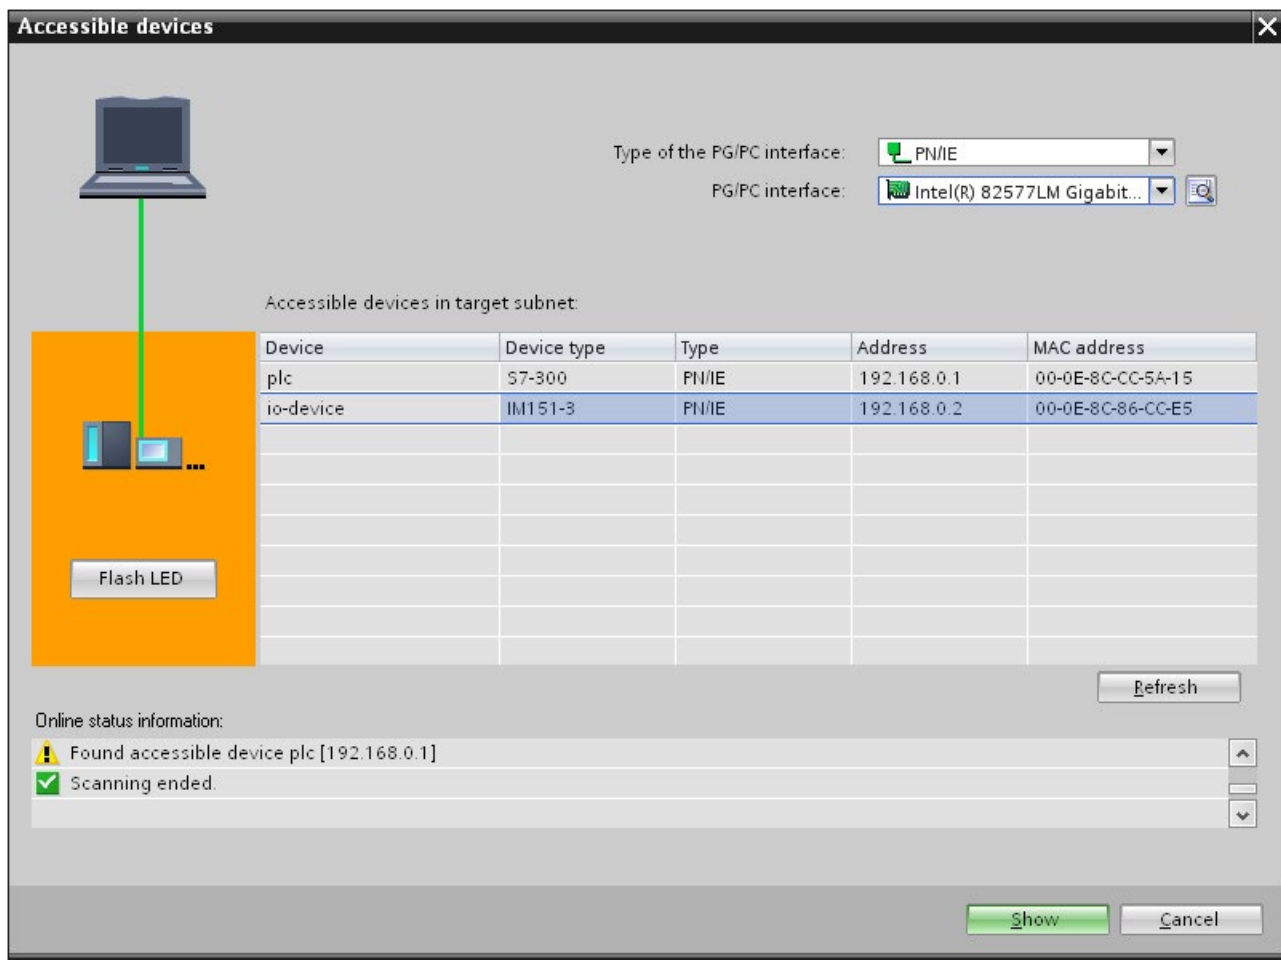 Accessible devices
Type of the PG/PC interface: PN/IE
PG/PC interface: Intel(R) 82577LM Gigabit...
Accessible devices in target subnet:
Device Device type Type Address MAC address
plc S7-300 PN/IE 192.168.0.1 00-0E-8C-CC-5A-15
io-device IM151-3 PN/IE 192.168.0.2 00-0E-8C-86-CC-E5
...
Flash LED
Refresh
Online status information:
Found accessible device plc [192.168.0.1]
Scanning ended.
Show Cancel